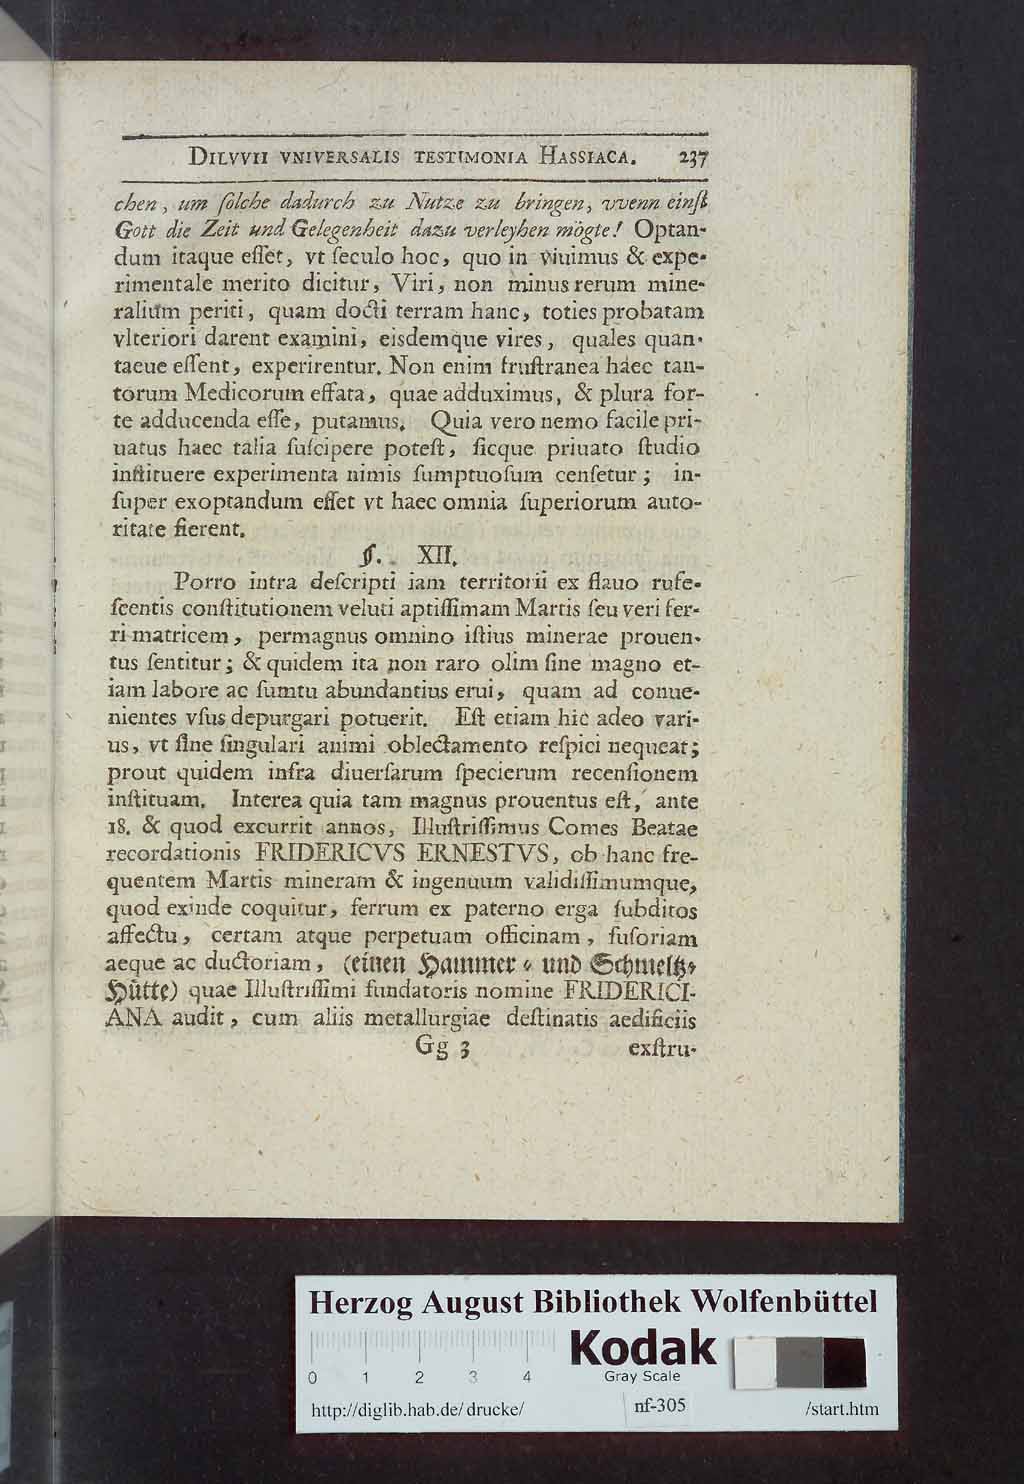 DILVVII VNIVERSALIS TESTIMONIA HASSIACA. 237
chen, um ſolche dadurch zu Nutze zu bringen, vvenn einſt
Gott die Zeit und Gelegenheit dazu verleyhen mögte! Optan-
dum itaque eſſet, vt ſeculo hoc, quo in viuimus & expe-
rimentale merito dicitur, Viri, non minus rerum mine-
ralium periti, quam docti terram hanc, toties probatam
vlteriori darent examini, eisdemque vires, quales quan-
taeue eſſent, experirentur. Non enim fruſtranea haec tan-
torum Medicorum effata, quae adduximus, & plura for-
te adducenda eſſe, putamus. Quia vero nemo facile pri-
uatus haec talia ſuſcipere poteſt, ſicque priuato ſtudio
inſtituere experimenta nimis ſumptuoſum cenſetur; in-
ſuper exoptandum eſſet vt haec omnia ſuperiorum auto-
ritate fierent.
§. XII.
Porro intra deſcripti iam territorii ex flauo rufe-
ſcentis conſtitutionem veluti aptiſſimam Martis ſeu veri fer-
ri matricem, permagnus omnino iſtius minerae prouen-
tus ſentitur; & quidem ita non raro olim ſine magno et-
iam labore ac ſumtu abundantius erui, quam ad conue-
nientes vſus depurgari potuerit. Eſt etiam hic adeo vari-
us, vt ſine ſingulari animi oblectamento reſpici nequeat;
prout quidem infra diuerſarum ſpecierum recenſionem
inſtituam. Interea quia tam magnus prouentus eſt, ante
18. & quod excurrit annos, Illuſtriſſimus Comes Beatae
recordationis FRIDERICVS ERNESTVS, ob hanc fre-
quentem Martis mineram & ingenuum validiſſimumque,
quod exinde coquitur, ferrum ex paterno erga ſubditos
affectu, certam atque perpetuam officinam, fuſoriam
aeque ac ductoriam, (einen Hammer- und Schmeltz-
Hütte) quae Illuſtriſſimi fundatoris nomine FRIDERICI-
ANA audit, cum aliis metallurgiae deſtinatis aedificiis
Gg 3 exſtru-
Herzog August Bibliothek Wolfenbüttel
0 1 2 3 4
Kodak
Gray Scale
http://diglib.hab.de/drucke/ nf-305 /start.htm